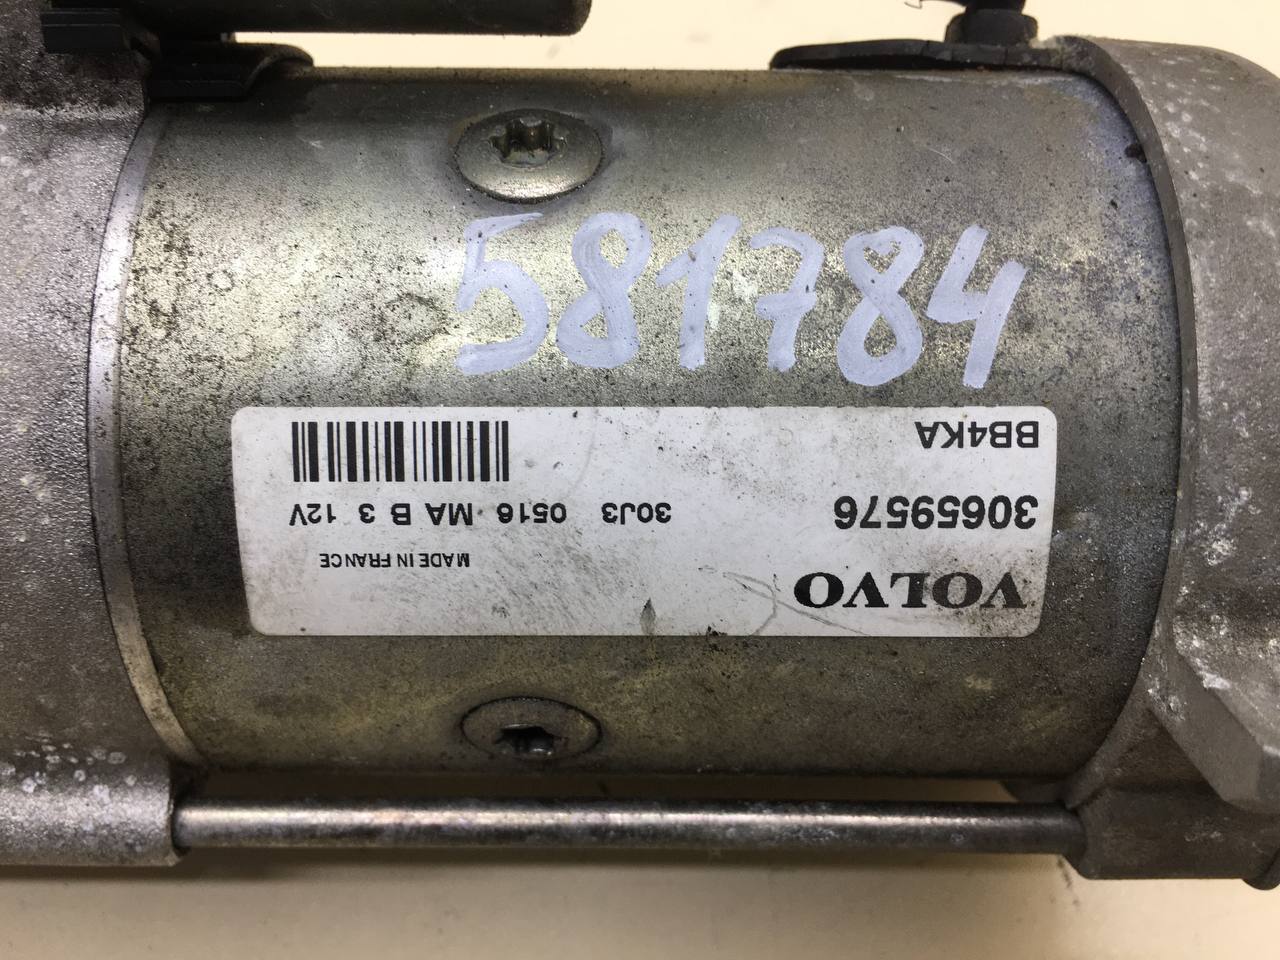 581784
VOLVO
MADE IN FRANCE
30659576
30J3 0516 MA B 3 12V
BB4KA